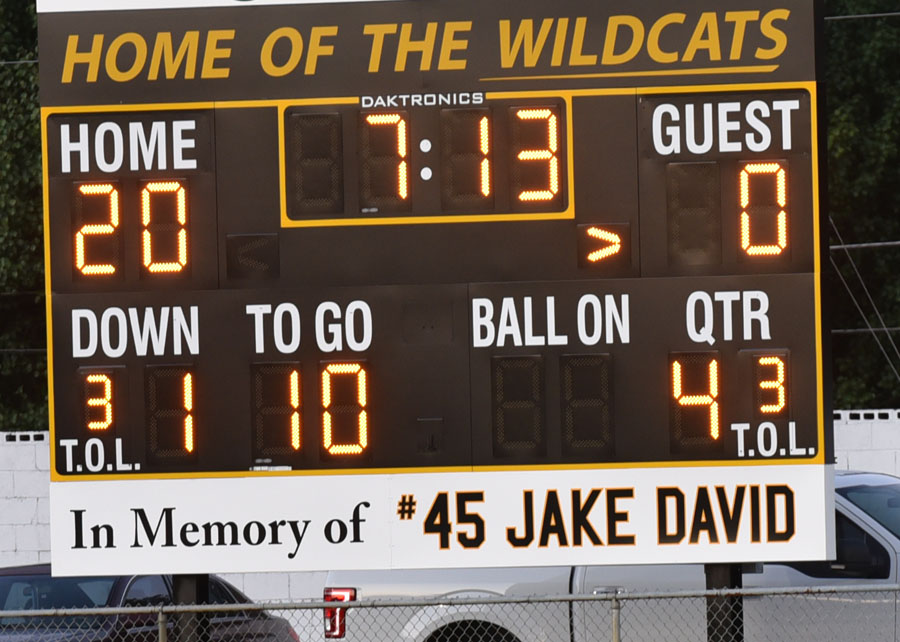 HOME OF THE WILDCATS
DAKTRONICS
HOME 7:13 GUEST
20 < > 0
DOWN TO GO BALL ON QTR
3 1 10 4 3
T.O.L. T.O.L.
In Memory of #45 JAKE DAVID